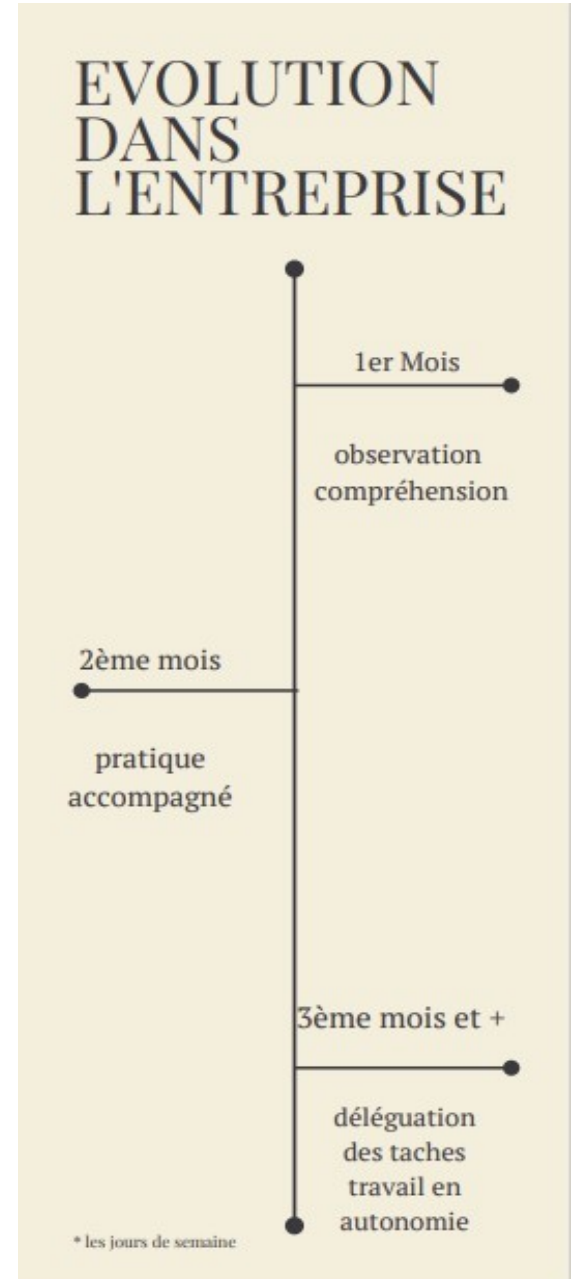 EVOLUTION
DANS
L'ENTREPRISE
1er Mois
observation
compréhension
2ème mois
pratique
accompagné
3ème mois et +
déléguation
des taches
travail en
autonomie
* les jours de semaine